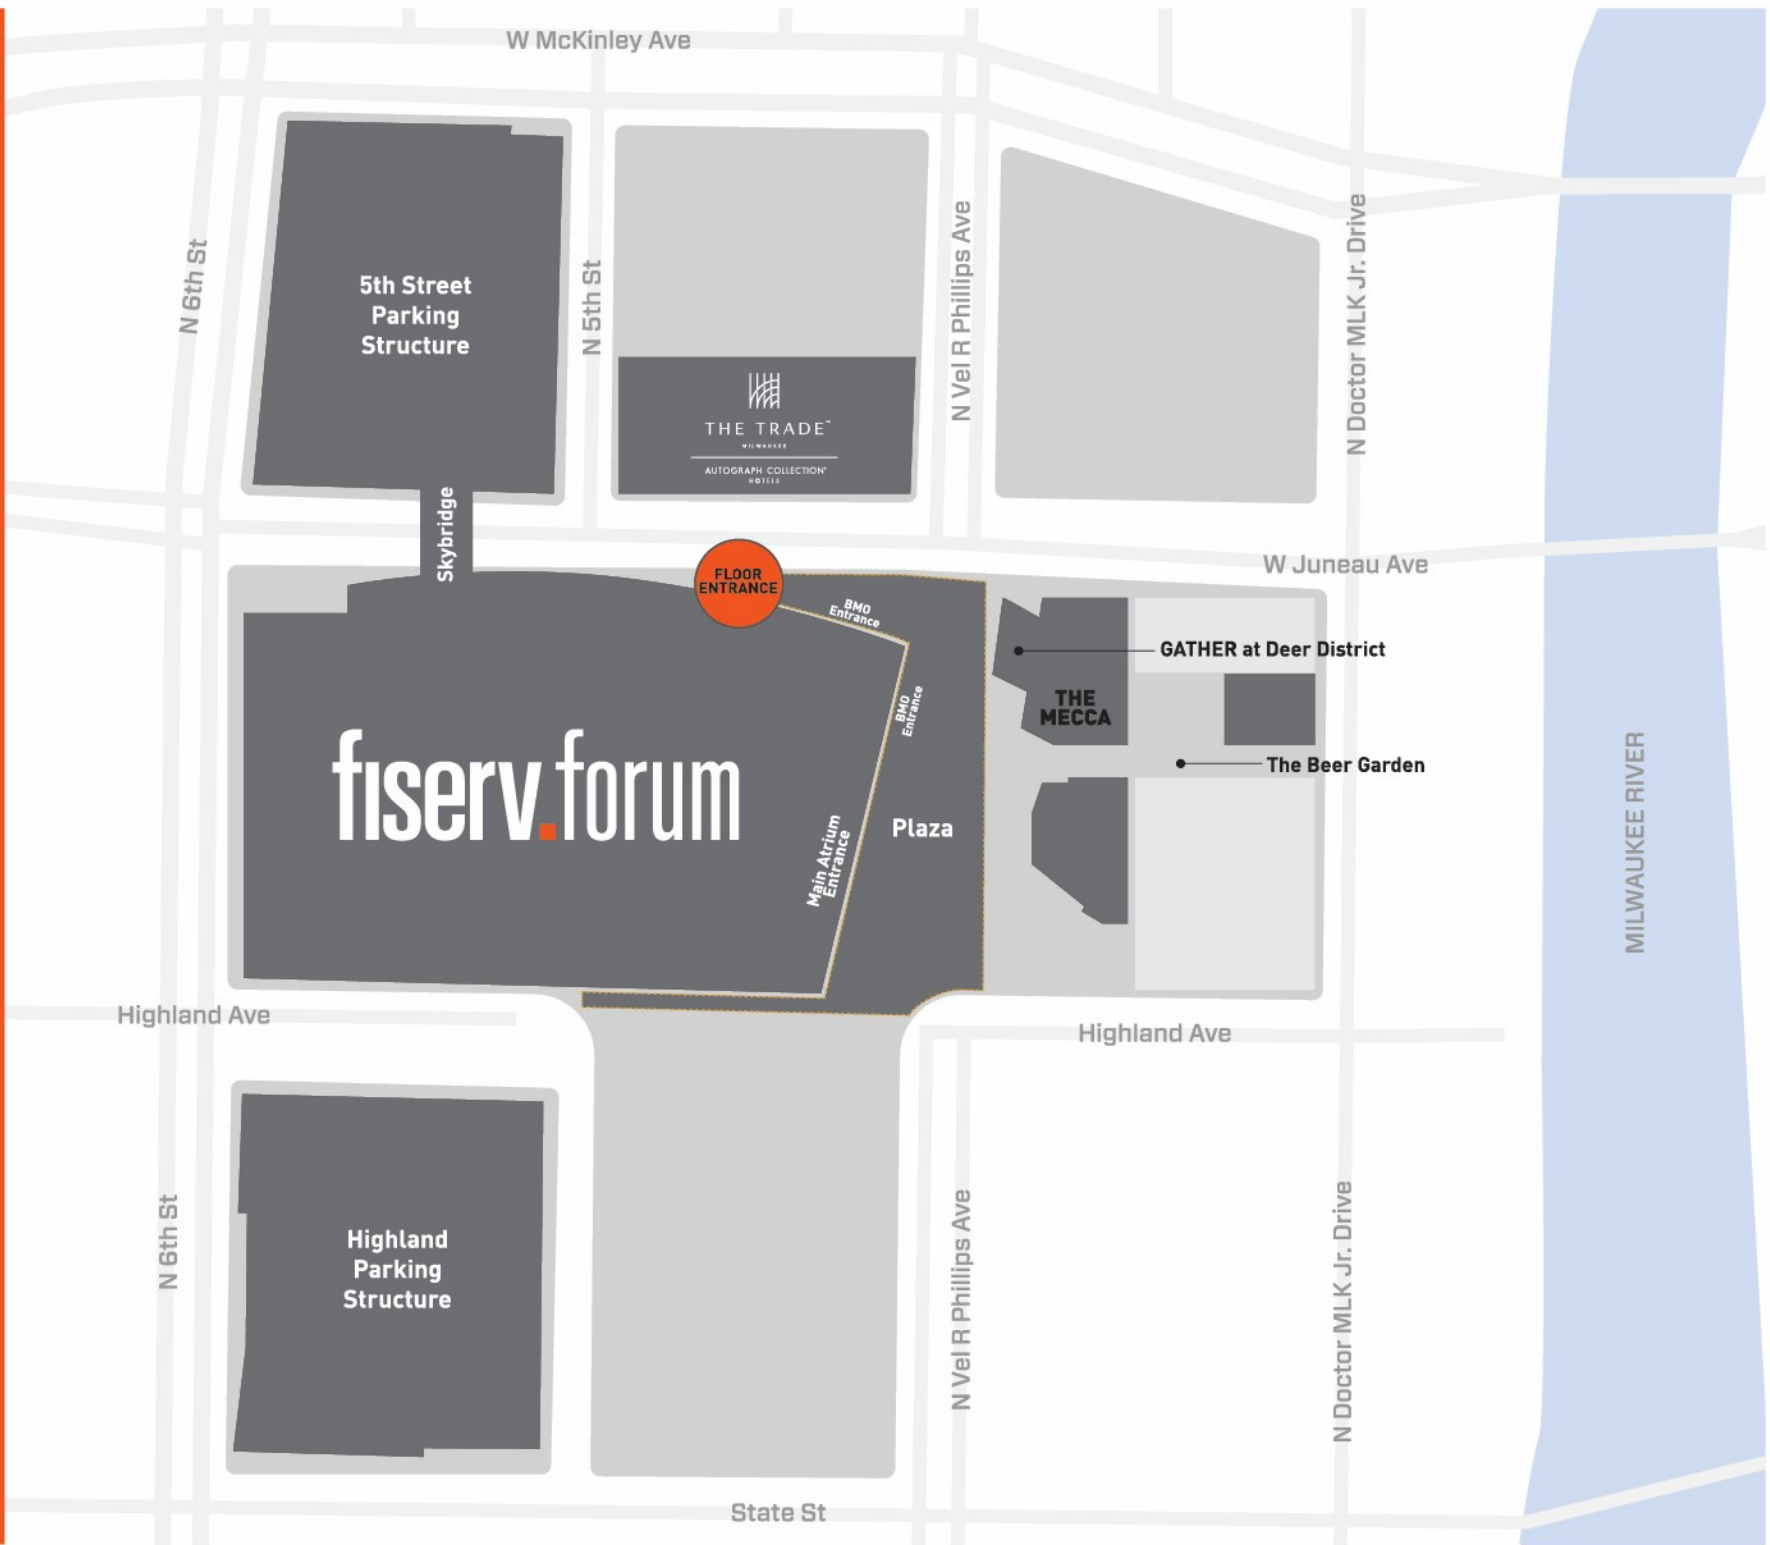 W McKinley Ave
N 6th St
5th Street
Parking
Structure
N 5th St
N Vel R Phillips Ave
N Doctor MLK Jr. Drive
THE TRADE™
MILWAUKEE
AUTOGRAPH COLLECTION®
HOTELS
Skybridge
W Juneau Ave
FLOOR
ENTRANCE
BMO
Entrance
GATHER at Deer District
BMO
Entrance
THE
MECCA
fiserv.forum
The Beer Garden
Main Atrium
Entrance
Plaza
MILWAUKEE RIVER
Highland Ave
Highland Ave
N 6th St
Highland
Parking
Structure
N Vel R Phillips Ave
N Doctor MLK Jr. Drive
State St